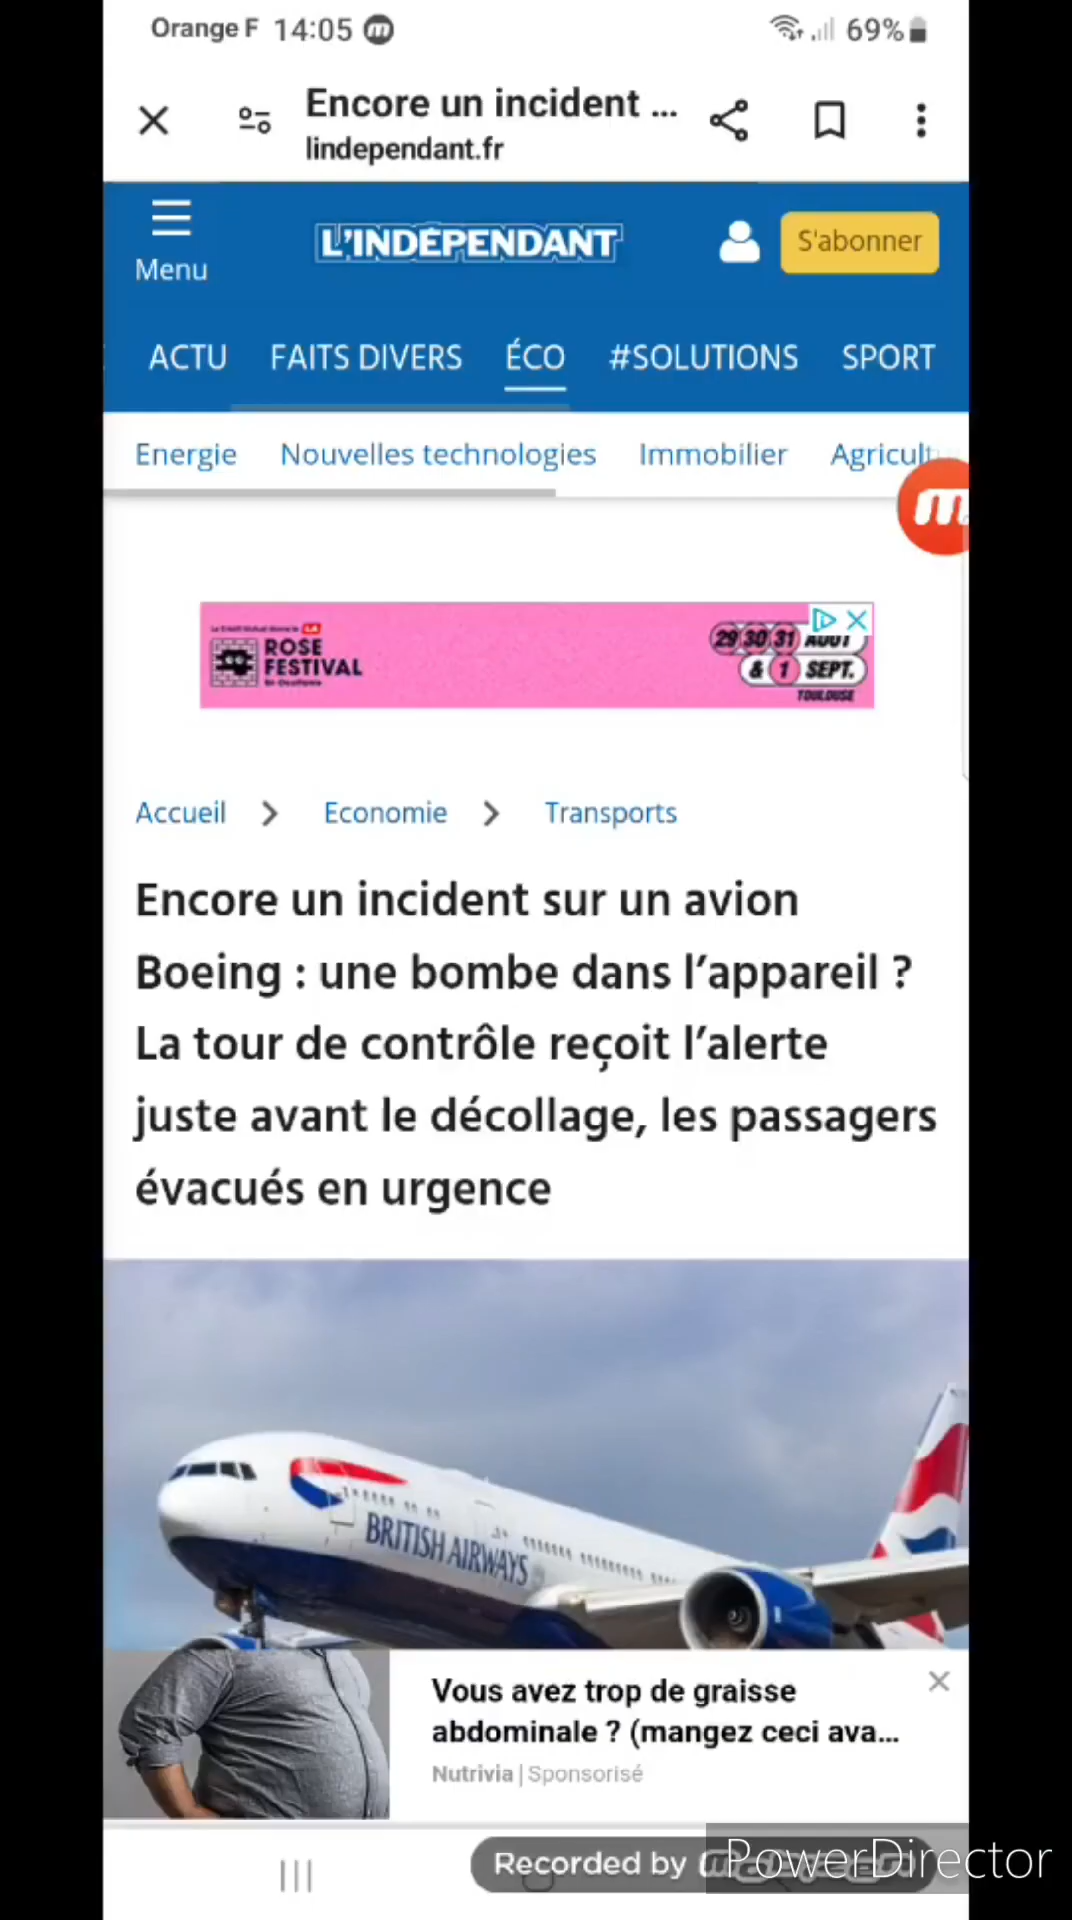 Orange F 14:05
69%
Encore un incident ...
lindependant.fr
Menu
L'INDÉPENDANT
S'abonner
ACTU FAITS DIVERS ÉCO #SOLUTIONS SPORT
Energie Nouvelles technologies Immobilier Agricult
ROSE
FESTIVAL
29 30 31 AOUT
& 1 SEPT.
TOULOUSE
Accueil > Economie > Transports
Encore un incident sur un avion
Boeing : une bombe dans l’appareil ?
La tour de contrôle reçoit l’alerte
juste avant le décollage, les passagers
évacués en urgence
BRITISH AIRWAYS
Vous avez trop de graisse
abdominale ? (mangez ceci ava...
Nutrivia | Sponsorisé
Recorded by
PowerDirector